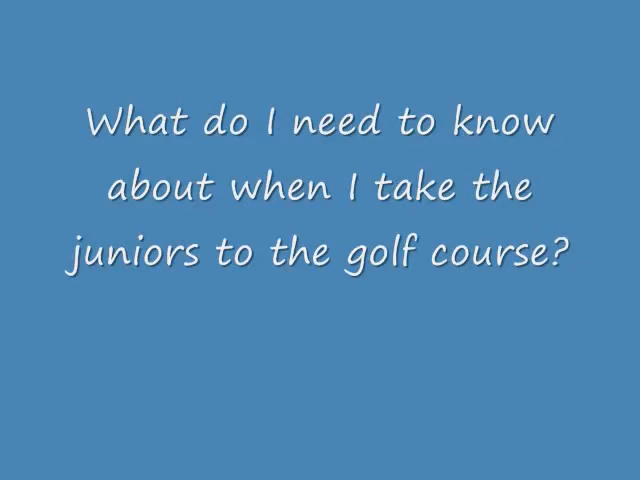 What do I need to know
about when I take the
juniors to the golf course?